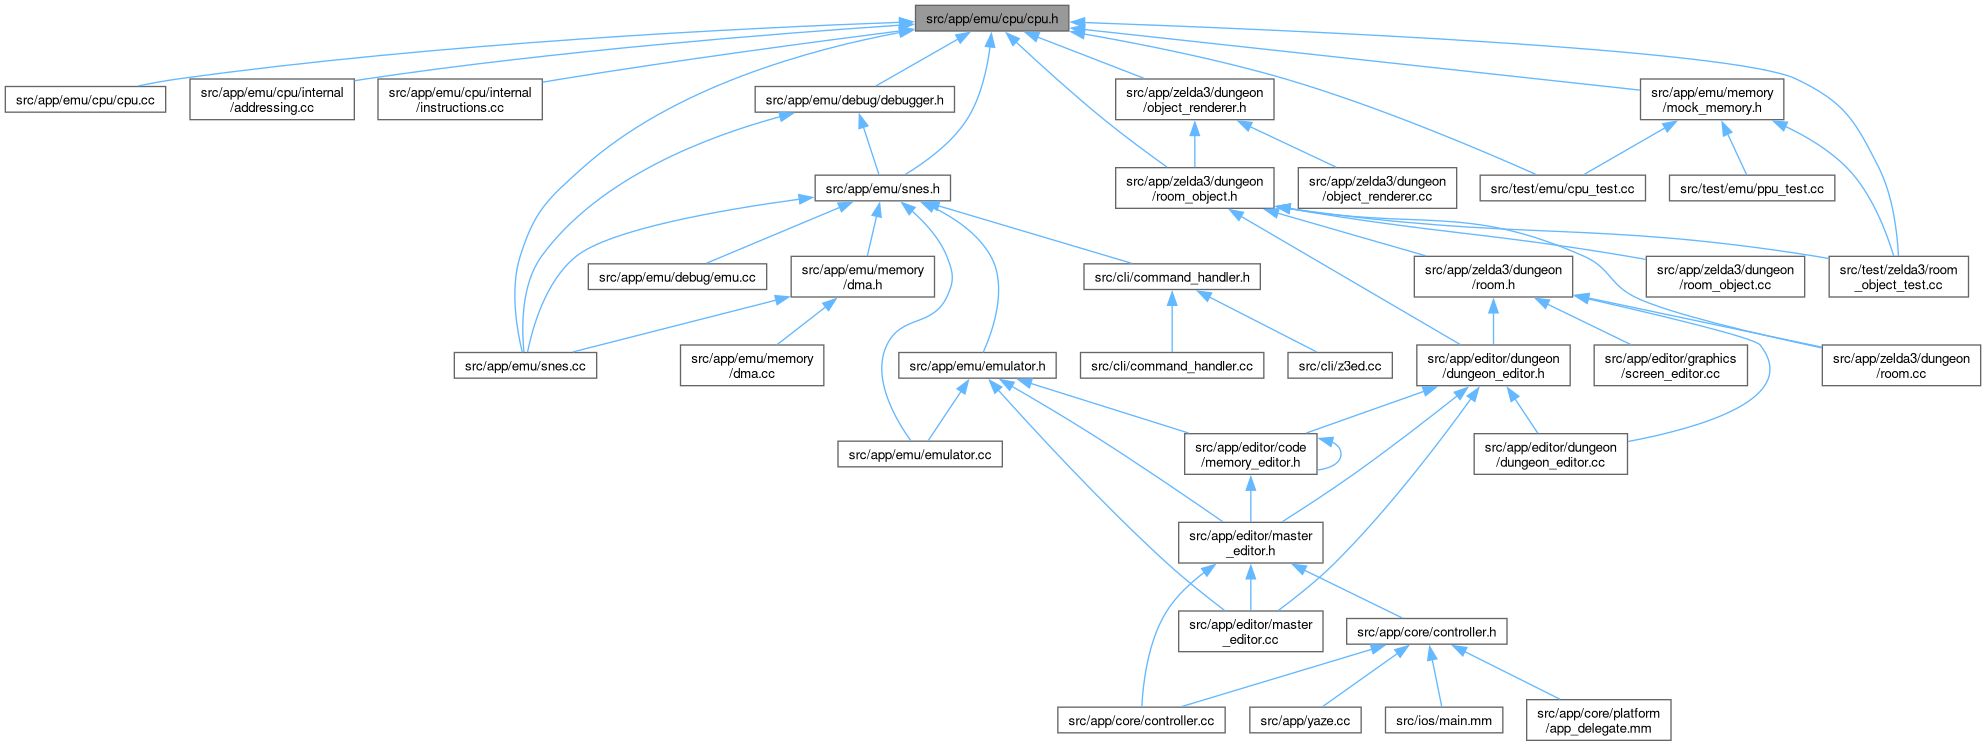 src/app/emu/cpu/cpu.h
src/app/emu/cpu/cpu.cc
src/app/emu/cpu/internal
/addressing.cc
src/app/emu/cpu/internal
/instructions.cc
src/app/emu/debug/debugger.h
src/app/zelda3/dungeon
/object_renderer.h
src/app/emu/memory
/mock_memory.h
src/app/emu/snes.h
src/app/zelda3/dungeon
/room_object.h
src/app/zelda3/dungeon
/object_renderer.cc
src/test/emu/cpu_test.cc
src/test/emu/ppu_test.cc
src/app/emu/debug/emu.cc
src/app/emu/memory
/dma.h
src/cli/command_handler.h
src/app/zelda3/dungeon
/room.h
src/app/zelda3/dungeon
/room_object.cc
src/test/zelda3/room
_object_test.cc
src/app/emu/snes.cc
src/app/emu/memory
/dma.cc
src/app/emu/emulator.h
src/cli/command_handler.cc
src/cli/z3ed.cc
src/app/editor/dungeon
/dungeon_editor.h
src/app/editor/graphics
/screen_editor.cc
src/app/zelda3/dungeon
/room.cc
src/app/emu/emulator.cc
src/app/editor/code
/memory_editor.h
src/app/editor/dungeon
/dungeon_editor.cc
src/app/editor/master
_editor.h
src/app/editor/master
_editor.cc
src/app/core/controller.h
src/app/core/controller.cc
src/app/yaze.cc
src/ios/main.mm
src/app/core/platform
/app_delegate.mm